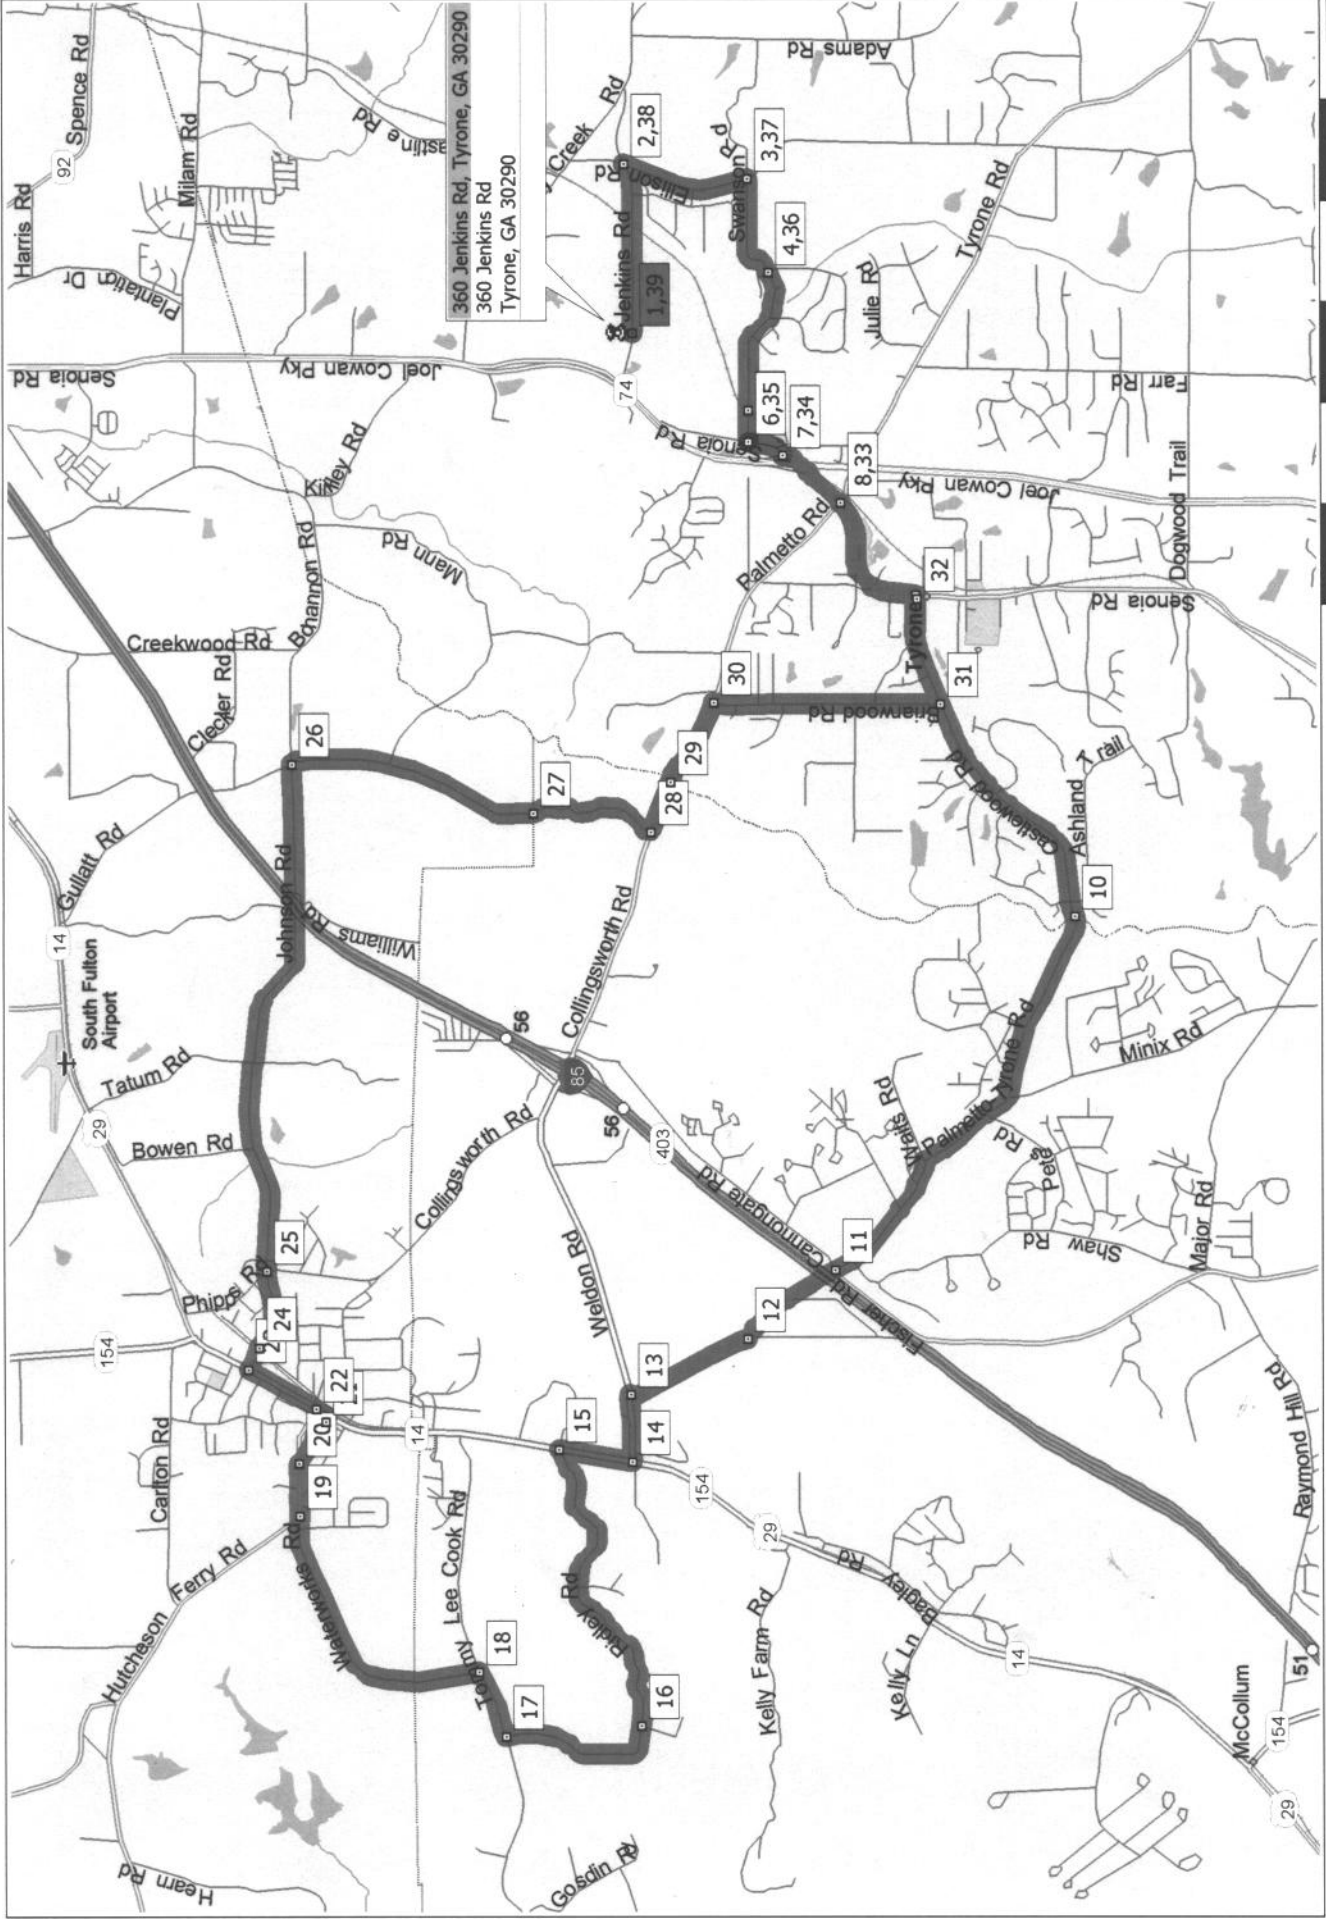 360 Jenkins Rd, Tyrone, GA 30290
360 Jenkins Rd
Tyrone, GA 30290
Hearn Rd
Hutcheson Ferry Rd
Carlton Rd
154
Phipps Rd
Bowen Rd
29
Tatum Rd
South Fulton
Airport
14
Gullatt Rd
Cleckler Rd
Creekwood Rd
Senoia Rd
Harris Rd
92
Spence Rd
Plantation Dr
Milam Rd
Waterworks Rd
19
20
22
24
25
Johnson Rd
Williams Rd
26
Bohannon Rd
Kirkley Rd
Joel Cowan Pky
Mann Rd
Tommy Lee Cook Rd
14
17
18
Collingsworth Rd
56
27
Gosdin Rd
16
Ridley Rd
15
14
13
Weldon Rd
85
56
403
Collingsworth Rd
28
29
30
74
Senoia Rd
Jenkins Rd
1,39
Creek Rd
2,38
Ellison Rd
Swanson Rd
3,37
4,36
6,35
7,34
8,33
Adams Rd
Kelly Farm Rd
29
154
12
11
Cannongate Rd
Fischer Rd
Palmetto Rd
Briarwood Rd
Julie Rd
Tyrone Rd
Kelly Ln
Bagley Rd
Weits Rd
Palmetto Tyrone Rd
Castlewood Rd
31
Tyrone
32
Joel Cowan Pky
14
Pete Rd
Shaw Rd
Minix Rd
10
Ashland Trail
Senoia Rd
Dogwood Trail
Tarr Rd
Major Rd
Raymond Hill Rd
McCollum
154
29
51